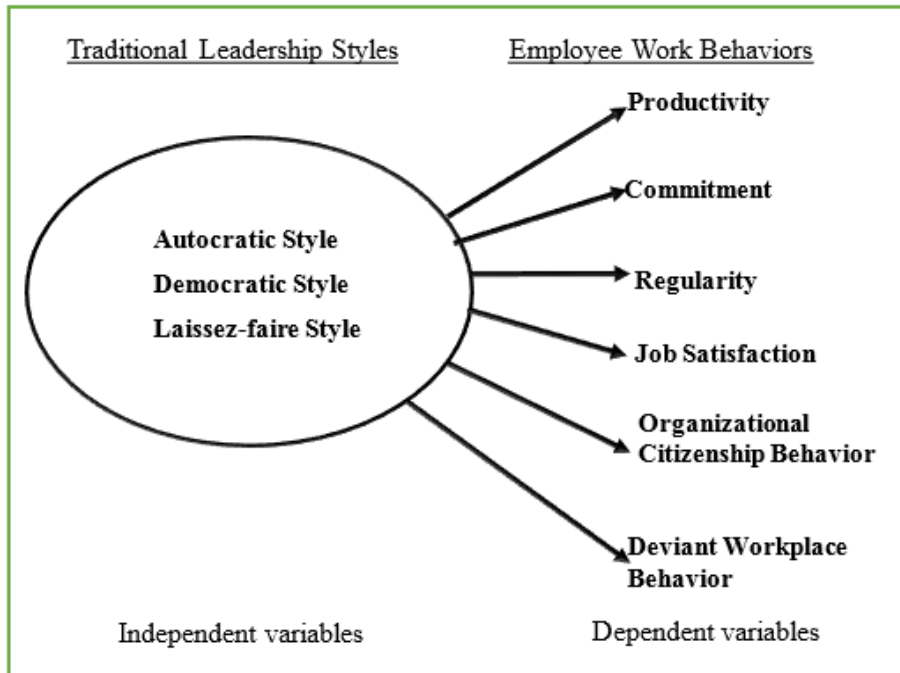 Traditional Leadership Styles
Employee Work Behaviors
Productivity
Commitment
Autocratic Style
Democratic Style
Laissez-faire Style
Regularity
Job Satisfaction
Organizational
Citizenship Behavior
Deviant Workplace
Behavior
Independent variables
Dependent variables